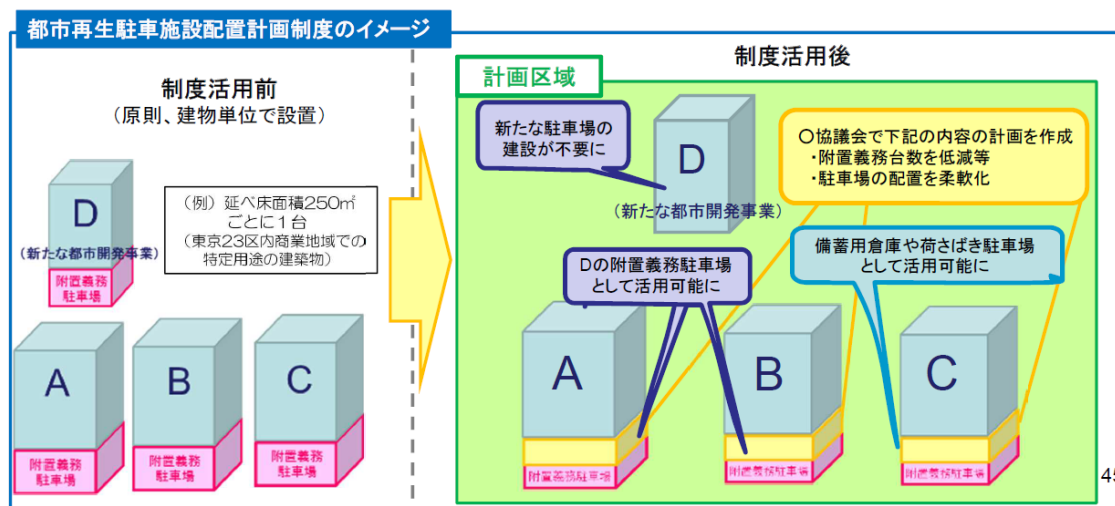 都市再生駐車施設配置計画制度のイメージ
制度活用前
(原則、建物単位で設置)
D
(新たな都市開発事業)
附置義務
駐車場
(例)延べ床面積250㎡
ごとに1台
(東京23区内商業地域での
特定用途の建築物)
A
附置義務
駐車場
B
附置義務
駐車場
C
附置義務
駐車場
制度活用後
計画区域
新たな駐車場の
建設が不要に
D
(新たな都市開発事業)
○協議会で下記の内容の計画を作成
・附置義務台数を低減等
・駐車場の配置を柔軟化
Dの附置義務駐車場
として活用可能に
備蓄用倉庫や荷さばき駐車場
として活用可能に
A
附置義務駐車場
B
附置義務駐車場
C
附置義務駐車場
45